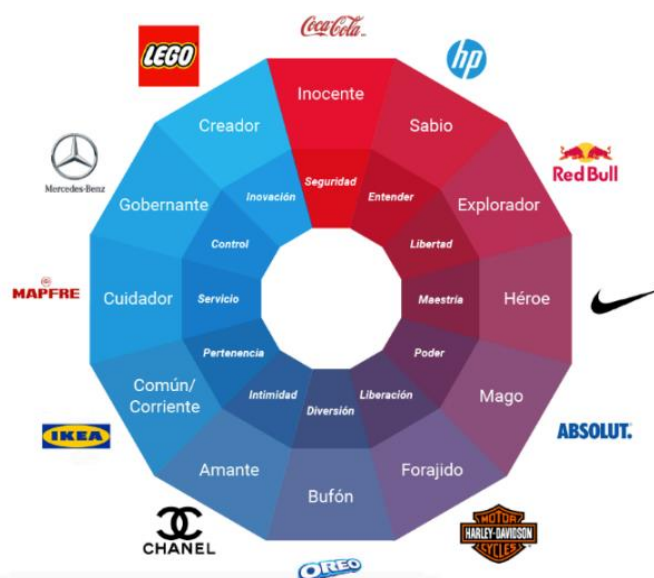 Coca-Cola
LEGO
hp
Inocente
Creador
Sabio
Mercedes-Benz
Red Bull
Seguridad
Inovación
Entender
Gobernante
Explorador
Control
Libertad
MAPFRE
Cuidador
Servicio
Maestría
Héroe
Pertenencia
Poder
Común/
Corriente
Intimidad
Diversión
Liberación
Mago
IKEA
ABSOLUT.
Amante
Bufón
Forajido
CHANEL
MOTOR
HARLEY-DAVIDSON
CYCLES
OREO